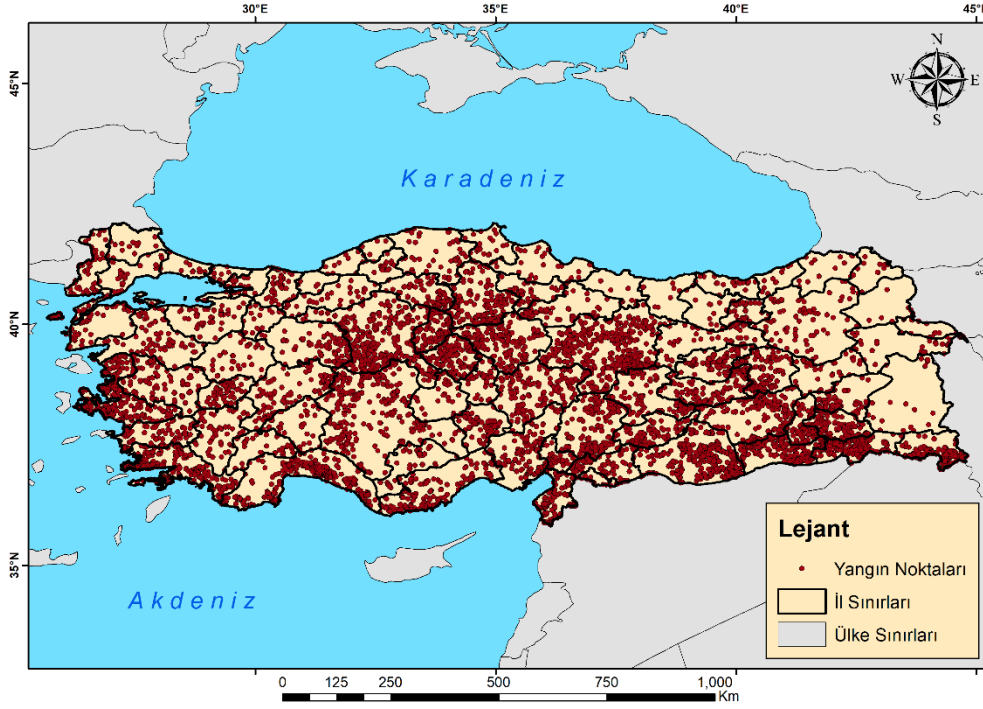 30°E 35°E 40°E 45°E
N
W E
S
45°N
Karadeniz
40°N
Lejant
Yangın Noktaları
35°N
Akdeniz
İl Sınırları
Ülke Sınırları
0 125 250 500 750 1,000
Km